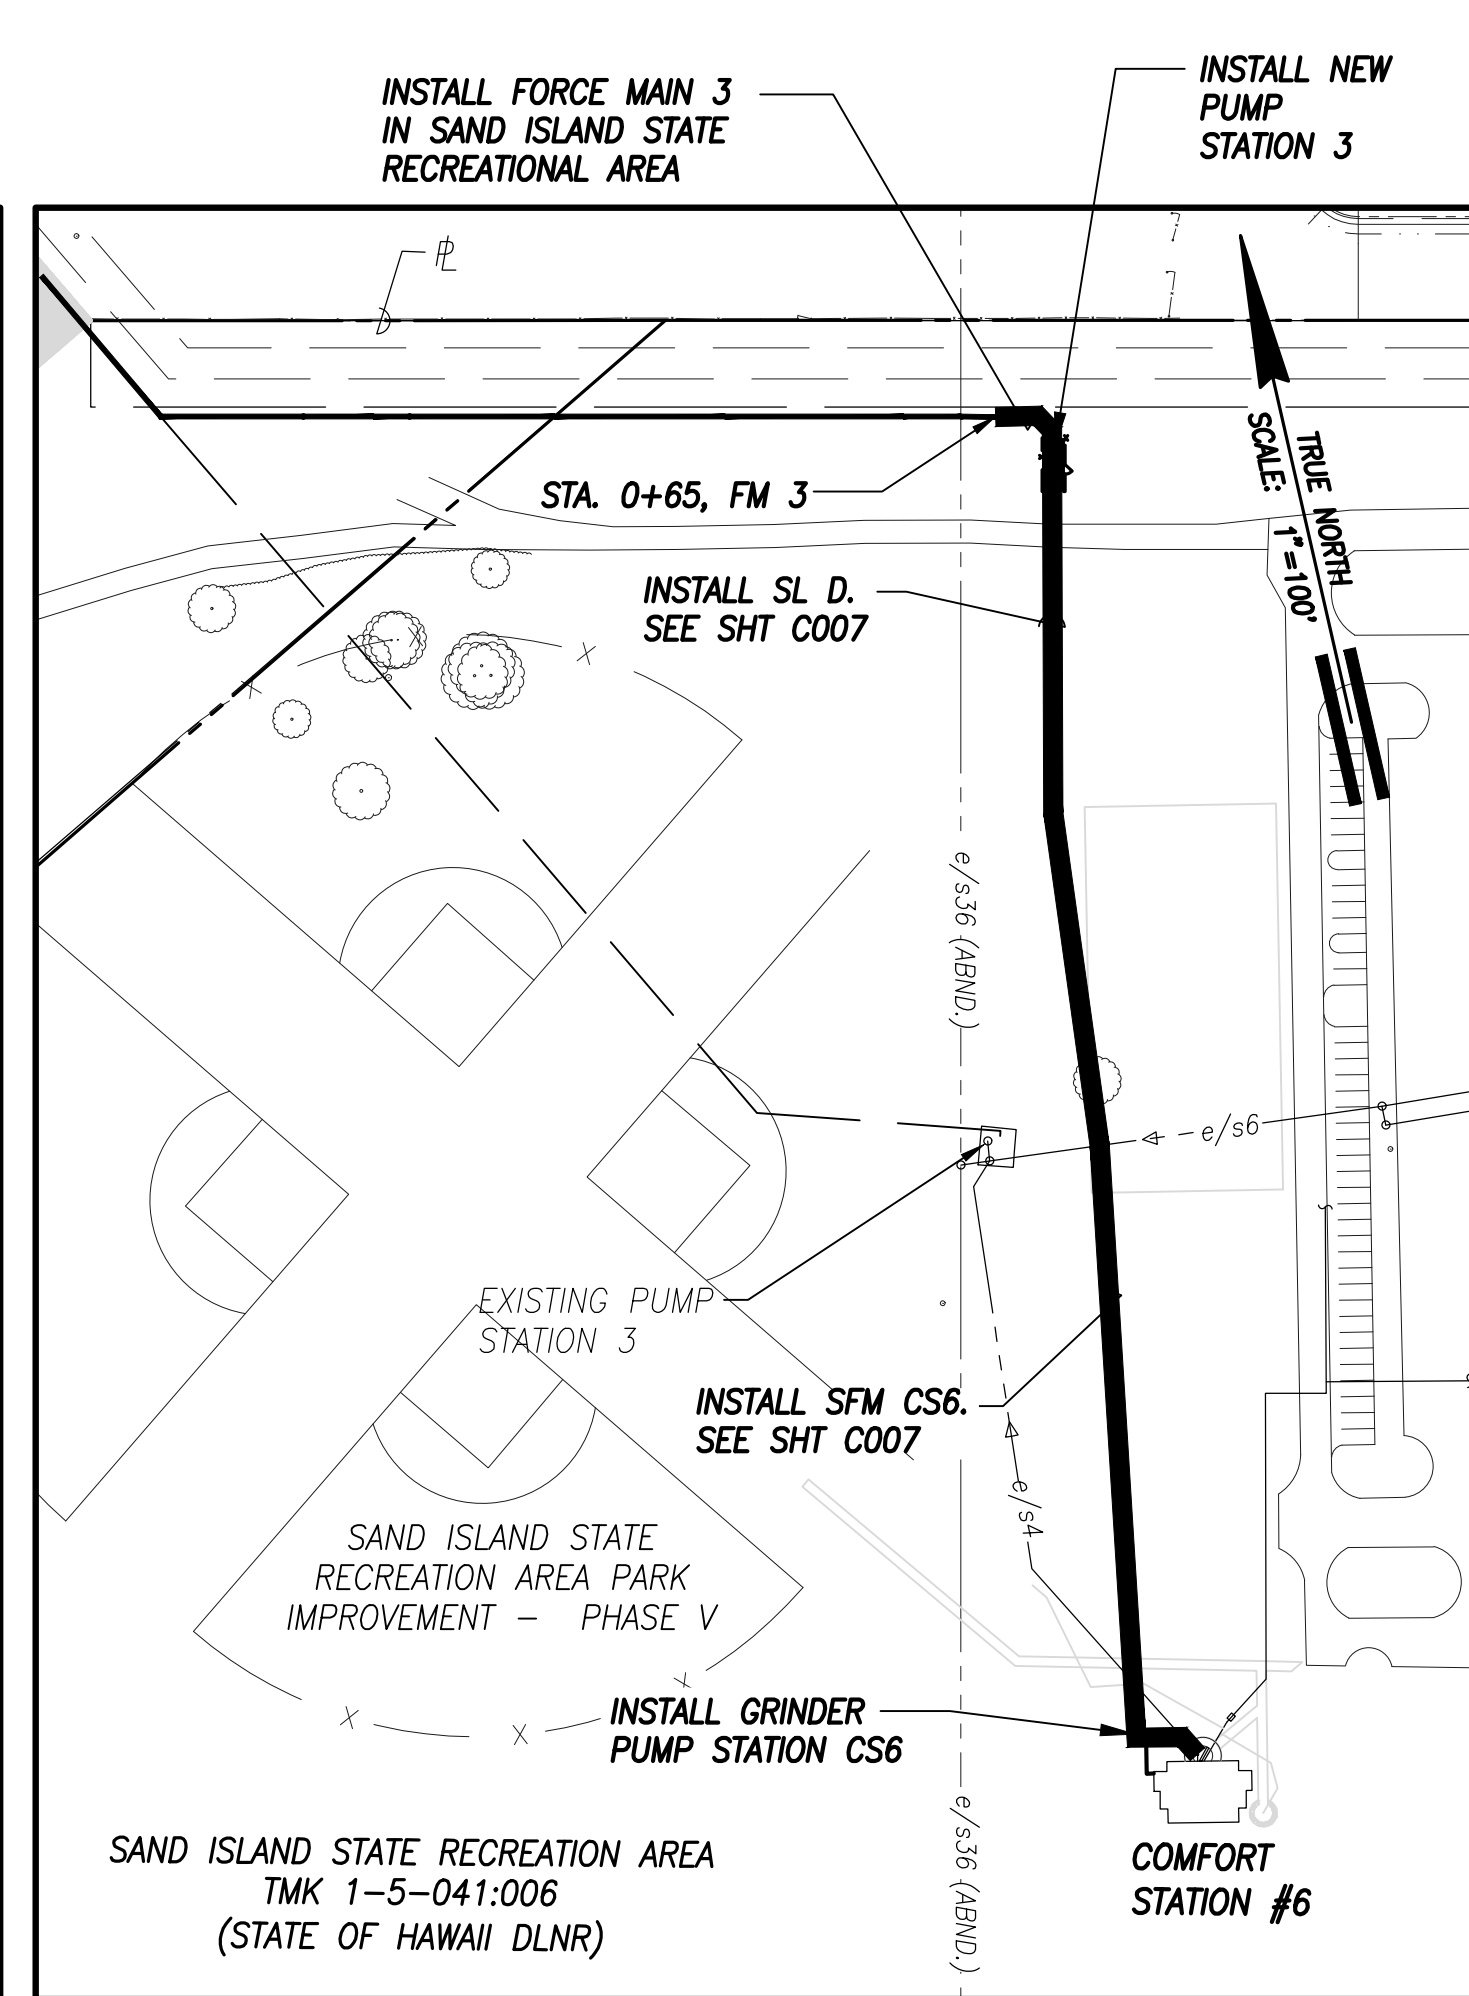 INSTALL FORCE MAIN 3
IN SAND ISLAND STATE
RECREATIONAL AREA
INSTALL NEW
PUMP
STATION 3
PL
TRUE NORTH
SCALE: 1"=100'
STA. 0+65, FM 3
INSTALL SL D.
SEE SHT C007
e/s36 (ABND.)
e/s6
EXISTING PUMP
STATION 3
INSTALL SFM CS6.
SEE SHT C007
e/s4
SAND ISLAND STATE
RECREATION AREA PARK
IMPROVEMENT – PHASE V
INSTALL GRINDER
PUMP STATION CS6
e/s36 (ABND.)
SAND ISLAND STATE RECREATION AREA
TMK 1-5-041:006
(STATE OF HAWAII DLNR)
COMFORT
STATION #6